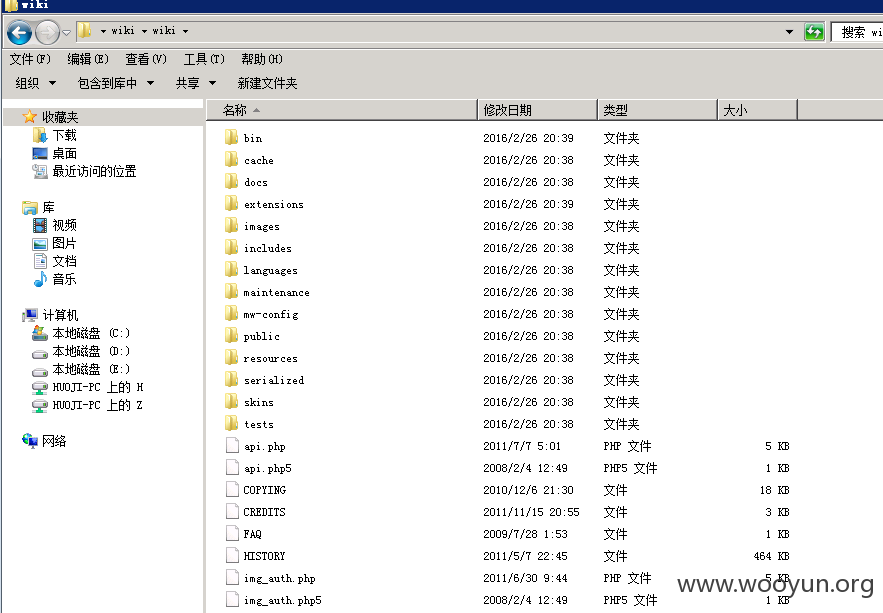 wiki
wiki wiki 搜索 wi
文件(F) 编辑(E) 查看(V) 工具(T) 帮助(H)
组织 包含到库中 共享 新建文件夹
收藏夹
下载
桌面
最近访问的位置
库
视频
图片
文档
音乐
计算机
本地磁盘 (C:)
本地磁盘 (D:)
本地磁盘 (E:)
HUOJI-PC 上的 H
HUOJI-PC 上的 Z
网络
名称 修改日期 类型 大小
bin 2016/2/26 20:39 文件夹
cache 2016/2/26 20:38 文件夹
docs 2016/2/26 20:38 文件夹
extensions 2016/2/26 20:39 文件夹
images 2016/2/26 20:38 文件夹
includes 2016/2/26 20:38 文件夹
languages 2016/2/26 20:38 文件夹
maintenance 2016/2/26 20:38 文件夹
mw-config 2016/2/26 20:38 文件夹
public 2016/2/26 20:38 文件夹
resources 2016/2/26 20:38 文件夹
serialized 2016/2/26 20:38 文件夹
skins 2016/2/26 20:38 文件夹
tests 2016/2/26 20:38 文件夹
api.php 2011/7/7 5:01 PHP 文件 5 KB
api.php5 2008/2/4 12:49 PHP5 文件 1 KB
COPYING 2010/12/6 21:30 文件 18 KB
CREDITS 2011/11/15 20:55 文件 3 KB
FAQ 2009/7/28 1:53 文件 1 KB
HISTORY 2011/5/7 22:45 文件 464 KB
img_auth.php 2011/6/30 9:44 PHP 文件 5 KB
img_auth.php5 2008/2/4 12:49 PHP5 文件 1 KB
www.wooyun.org